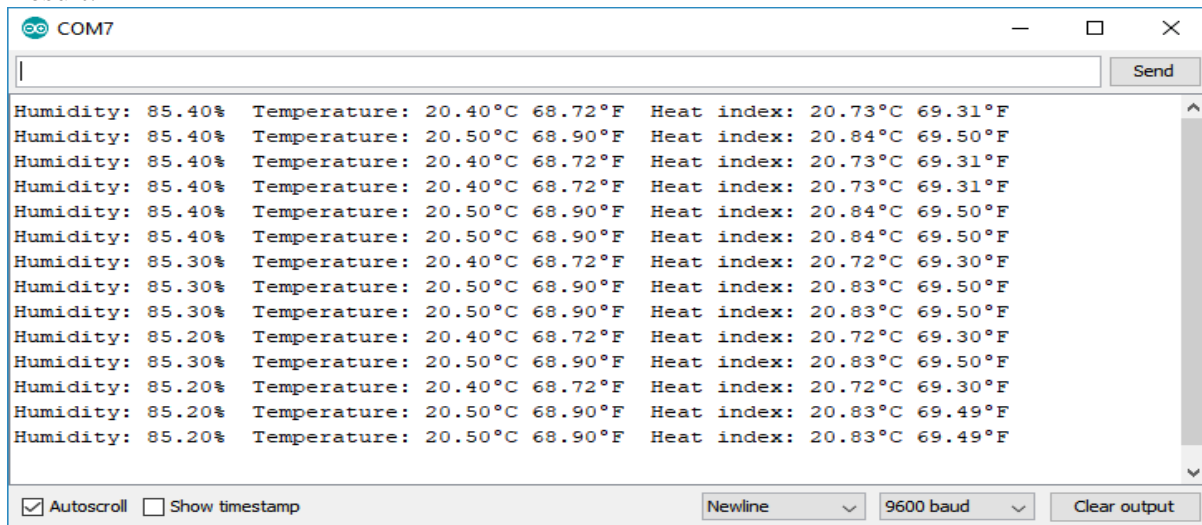 COM7
Send
Humidity: 85.40%  Temperature: 20.40°C 68.72°F  Heat index: 20.73°C 69.31°F
Humidity: 85.40%  Temperature: 20.50°C 68.90°F  Heat index: 20.84°C 69.50°F
Humidity: 85.40%  Temperature: 20.40°C 68.72°F  Heat index: 20.73°C 69.31°F
Humidity: 85.40%  Temperature: 20.40°C 68.72°F  Heat index: 20.73°C 69.31°F
Humidity: 85.40%  Temperature: 20.50°C 68.90°F  Heat index: 20.84°C 69.50°F
Humidity: 85.40%  Temperature: 20.50°C 68.90°F  Heat index: 20.84°C 69.50°F
Humidity: 85.30%  Temperature: 20.40°C 68.72°F  Heat index: 20.72°C 69.30°F
Humidity: 85.30%  Temperature: 20.50°C 68.90°F  Heat index: 20.83°C 69.50°F
Humidity: 85.30%  Temperature: 20.50°C 68.90°F  Heat index: 20.83°C 69.50°F
Humidity: 85.20%  Temperature: 20.40°C 68.72°F  Heat index: 20.72°C 69.30°F
Humidity: 85.30%  Temperature: 20.50°C 68.90°F  Heat index: 20.83°C 69.50°F
Humidity: 85.20%  Temperature: 20.40°C 68.72°F  Heat index: 20.72°C 69.30°F
Humidity: 85.20%  Temperature: 20.50°C 68.90°F  Heat index: 20.83°C 69.49°F
Humidity: 85.20%  Temperature: 20.50°C 68.90°F  Heat index: 20.83°C 69.49°F
Autoscroll Show timestamp Newline 9600 baud Clear output